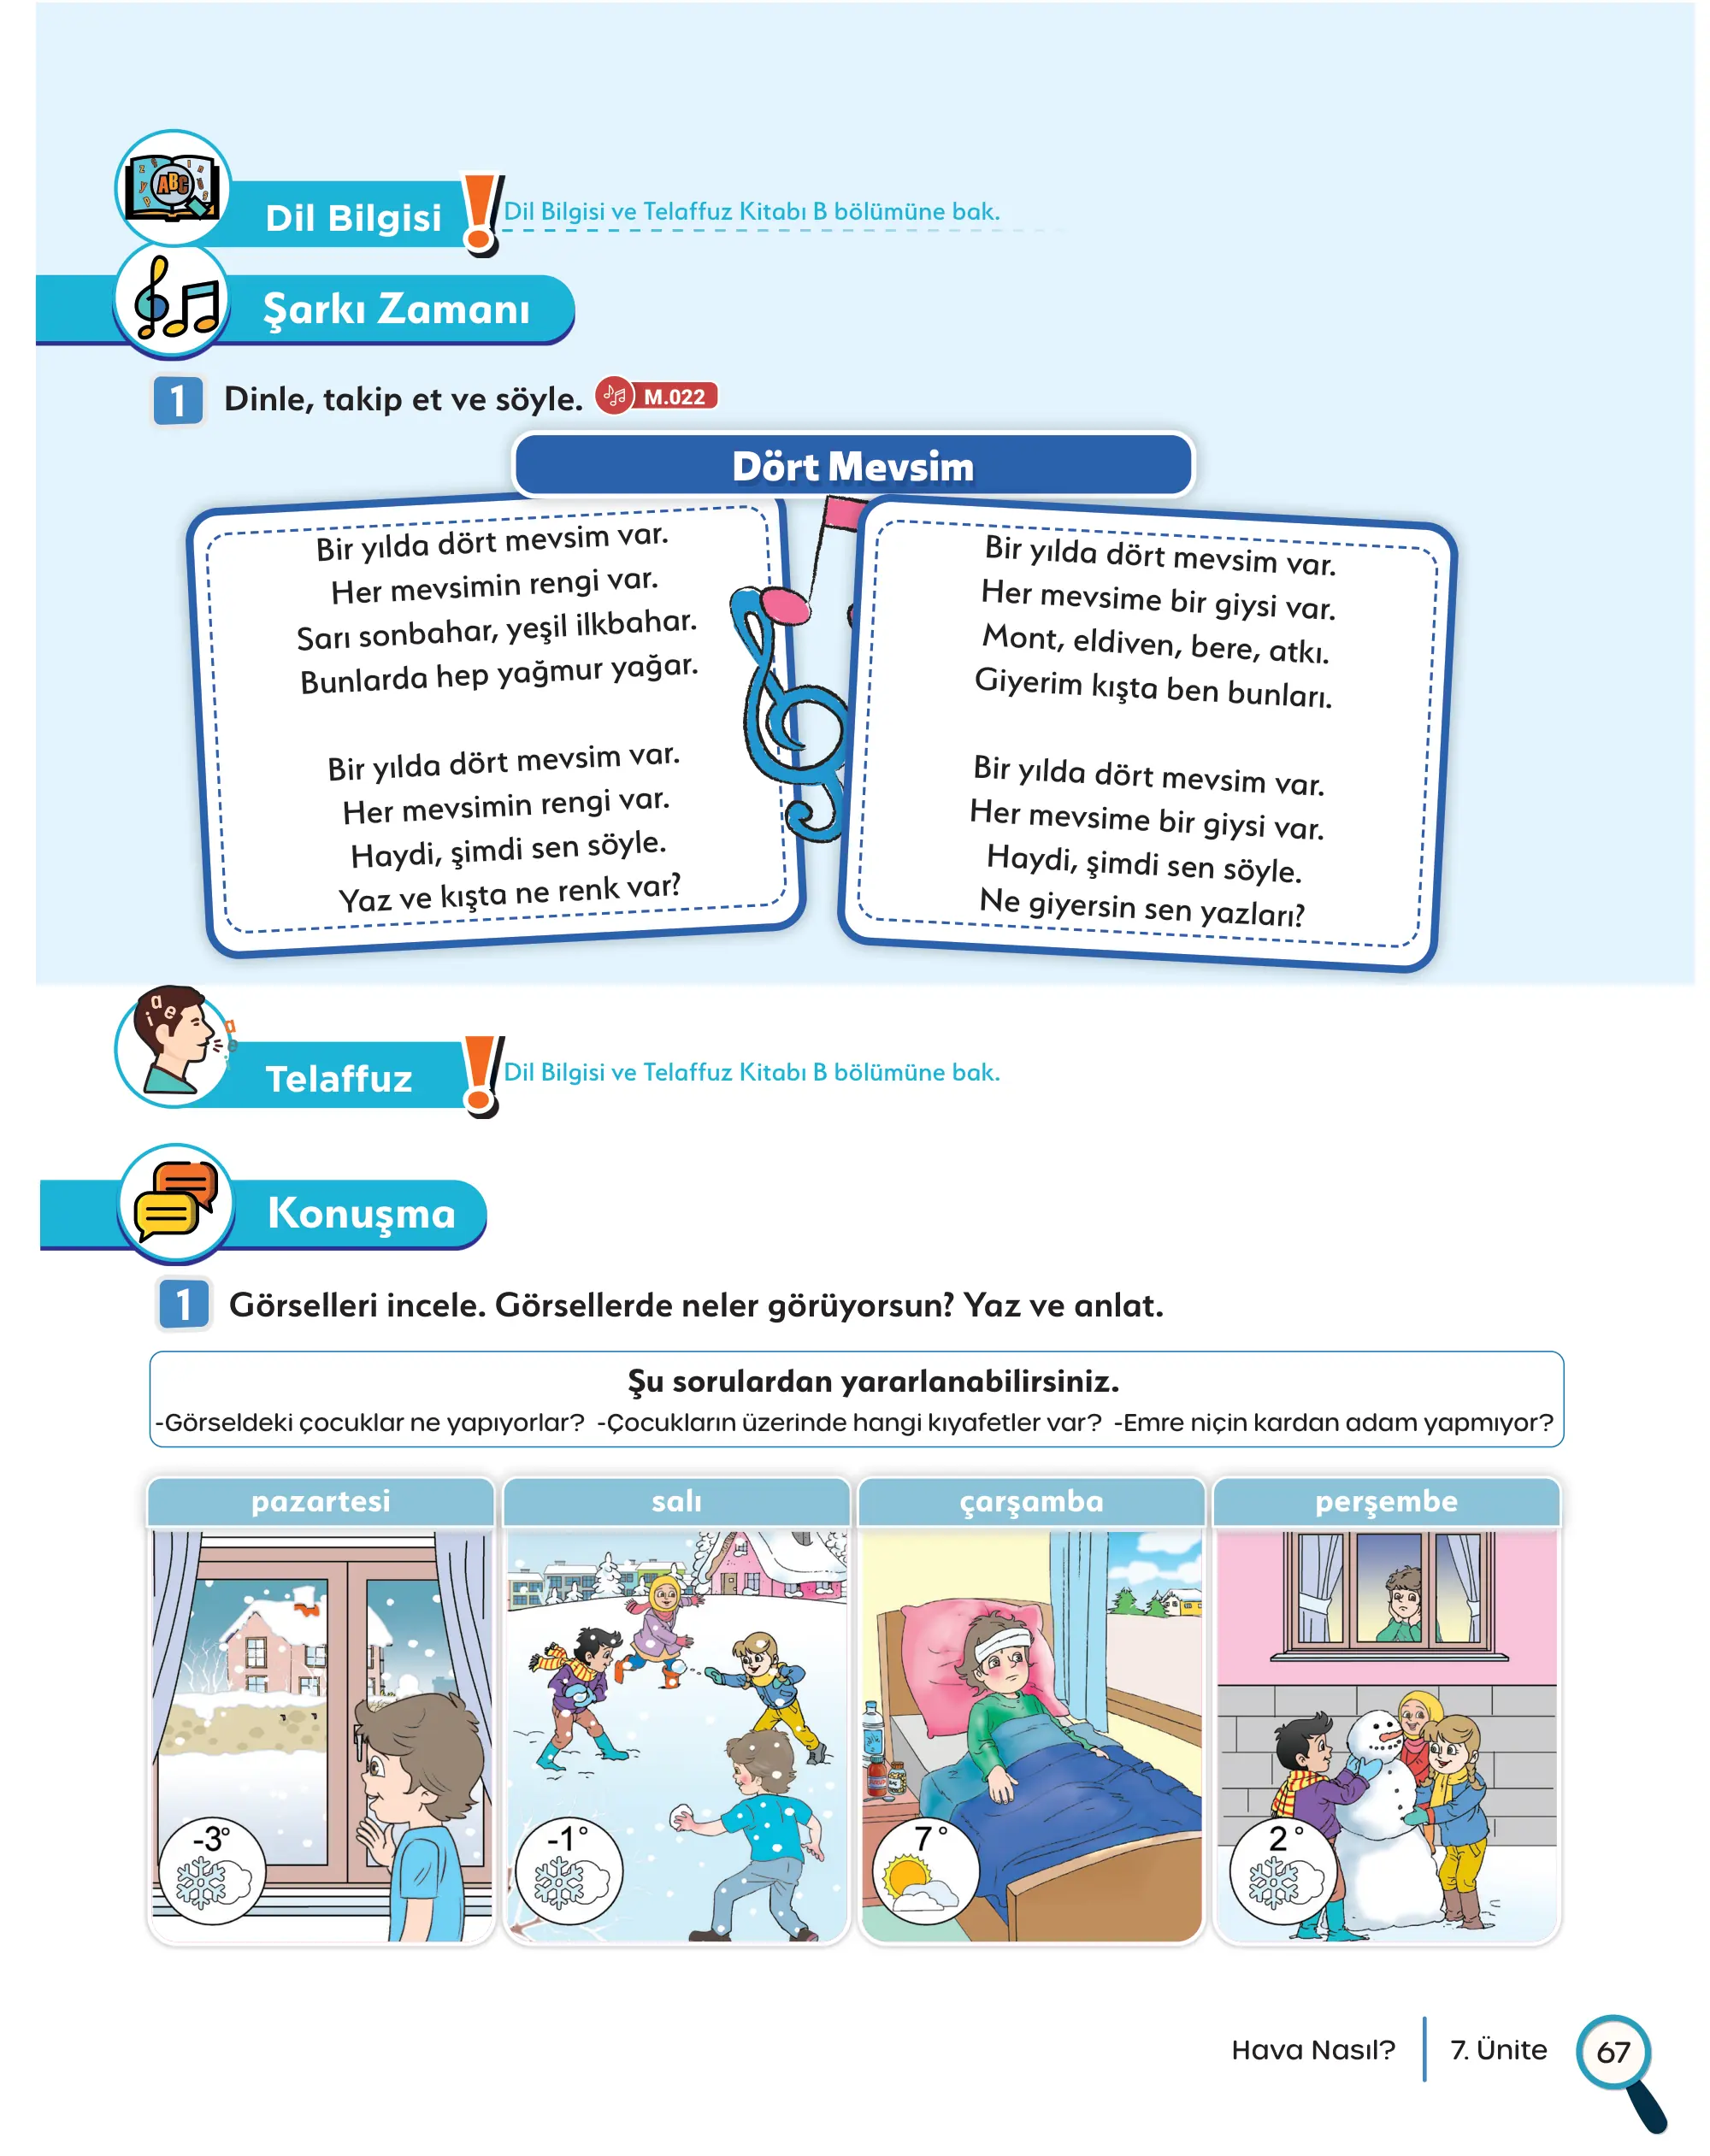 Dil Bilgisi
Dil Bilgisi ve Telaffuz Kitabı B bölümüne bak.
Şarkı Zamanı
1 Dinle, takip et ve söyle. M.022
Dört Mevsim
Bir yılda dört mevsim var.
Her mevsimin rengi var.
Sarı sonbahar, yeşil ilkbahar.
Bunlarda hep yağmur yağar.
Bir yılda dört mevsim var.
Her mevsimin rengi var.
Haydi, şimdi sen söyle.
Yaz ve kışta ne renk var?
Bir yılda dört mevsim var.
Her mevsime bir giysi var.
Mont, eldiven, bere, atkı.
Giyerim kışta ben bunları.
Bir yılda dört mevsim var.
Her mevsime bir giysi var.
Haydi, şimdi sen söyle.
Ne giyersin sen yazları?
Telaffuz
Dil Bilgisi ve Telaffuz Kitabı B bölümüne bak.
Konuşma
1 Görselleri incele. Görsellerde neler görüyorsun? Yaz ve anlat.
Şu sorulardan yararlanabilirsiniz.
-Görseldeki çocuklar ne yapıyorlar? -Çocukların üzerinde hangi kıyafetler var? -Emre niçin kardan adam yapmıyor?
pazartesi
salı
çarşamba
perşembe
-3°
-1°
7°
2°
Hava Nasıl? 7. Ünite 67